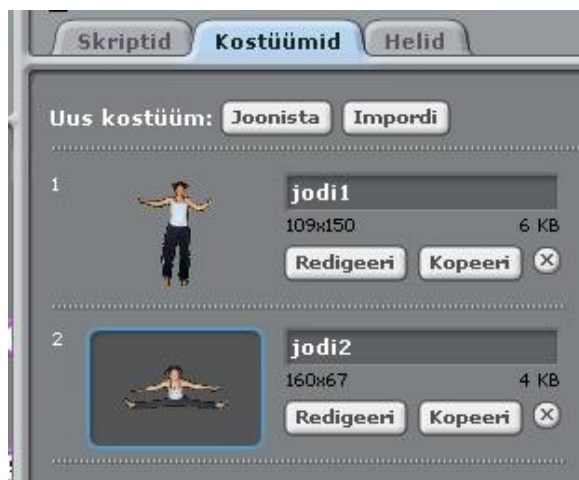 Skriptid Kostüümid Helid
Uus kostüüm: Joonista Impordi
1
jodi1
109x150 6 KB
Redigeeri Kopeeri x
2
jodi2
160x67 4 KB
Redigeeri Kopeeri x